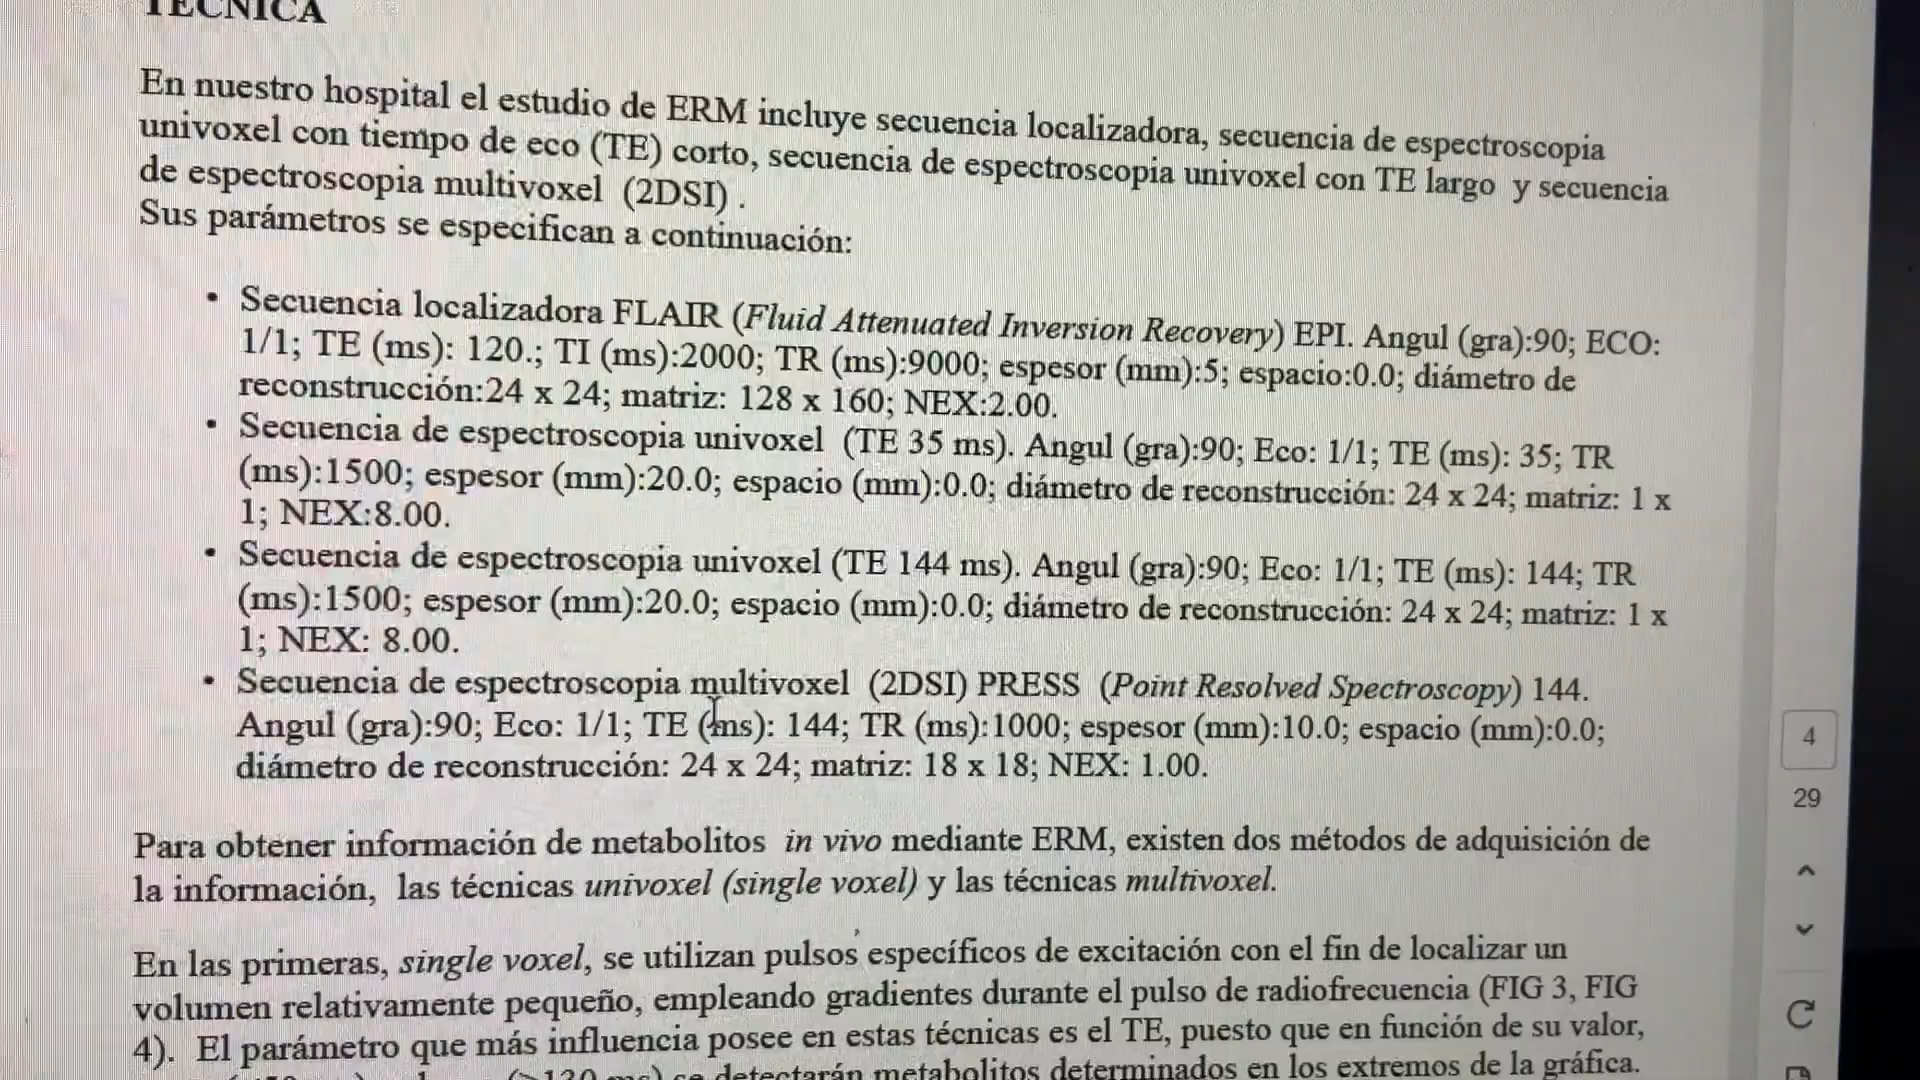 TÉCNICA
En nuestro hospital el estudio de ERM incluye secuencia localizadora, secuencia de espectroscopia
univoxel con tiempo de eco (TE) corto, secuencia de espectroscopia univoxel con TE largo y secuencia
de espectroscopia multivoxel (2DSI) .
Sus parámetros se especifican a continuación:
• Secuencia localizadora FLAIR (Fluid Attenuated Inversion Recovery) EPI. Angul (gra):90; ECO:
1/1; TE (ms): 120.; TI (ms):2000; TR (ms):9000; espesor (mm):5; espacio:0.0; diámetro de
reconstrucción:24 x 24; matriz: 128 x 160; NEX:2.00.
• Secuencia de espectroscopia univoxel (TE 35 ms). Angul (gra):90; Eco: 1/1; TE (ms): 35; TR
(ms):1500; espesor (mm):20.0; espacio (mm):0.0; diámetro de reconstrucción: 24 x 24; matriz: 1 x
1; NEX:8.00.
• Secuencia de espectroscopia univoxel (TE 144 ms). Angul (gra):90; Eco: 1/1; TE (ms): 144; TR
(ms):1500; espesor (mm):20.0; espacio (mm):0.0; diámetro de reconstrucción: 24 x 24; matriz: 1 x
1; NEX: 8.00.
• Secuencia de espectroscopia multivoxel (2DSI) PRESS (Point Resolved Spectroscopy) 144.
Angul (gra):90; Eco: 1/1; TE (ms): 144; TR (ms):1000; espesor (mm):10.0; espacio (mm):0.0;
diámetro de reconstrucción: 24 x 24; matriz: 18 x 18; NEX: 1.00.
Para obtener información de metabolitos in vivo mediante ERM, existen dos métodos de adquisición de
la información, las técnicas univoxel (single voxel) y las técnicas multivoxel.
En las primeras, single voxel, se utilizan pulsos específicos de excitación con el fin de localizar un
volumen relativamente pequeño, empleando gradientes durante el pulso de radiofrecuencia (FIG 3, FIG
4). El parámetro que más influencia posee en estas técnicas es el TE, puesto que en función de su valor,
(>120 ms) se detectarán metabolitos determinados en los extremos de la gráfica.
4
29